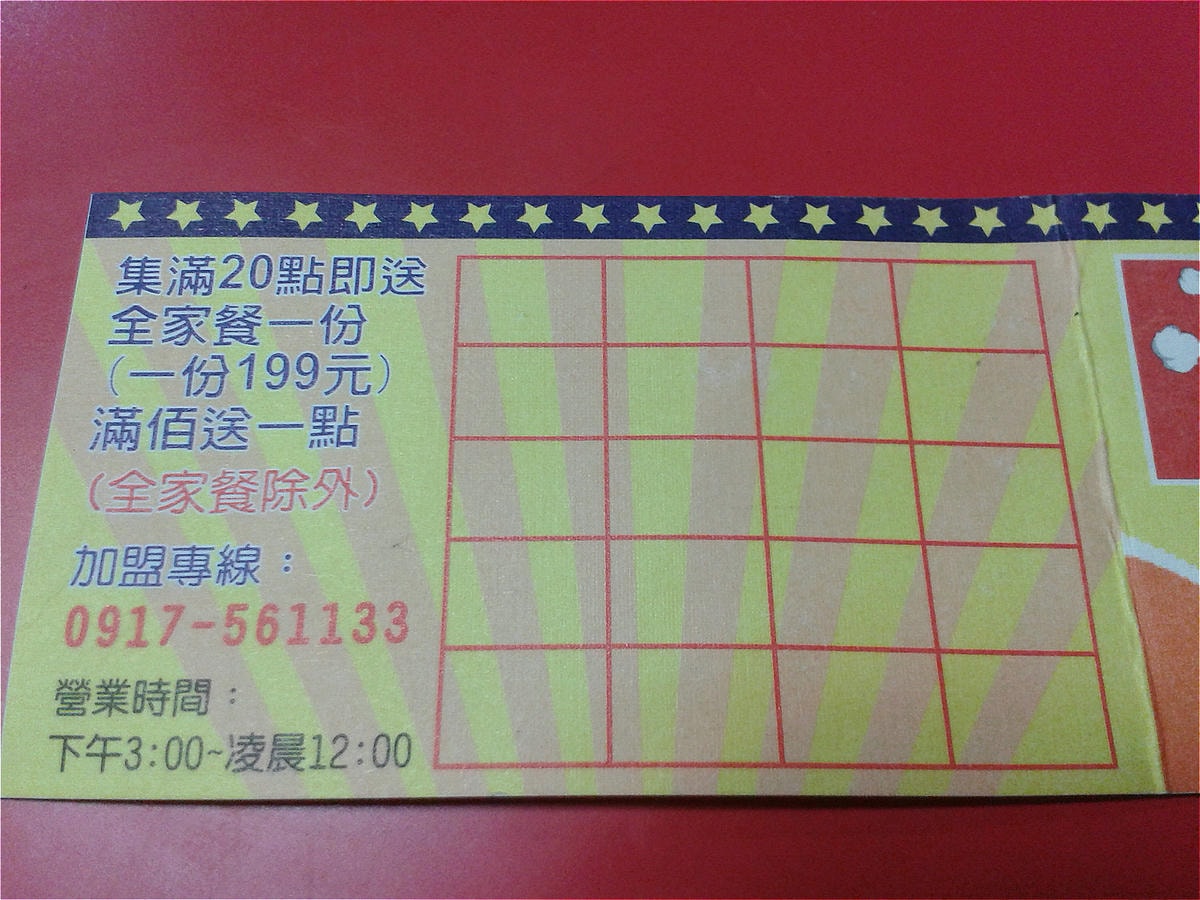 集滿20點即送
全家餐一份
(一份199元)
滿佰送一點
(全家餐除外)
加盟專線：
0917-561133
營業時間：
下午3:00~凌晨12:00